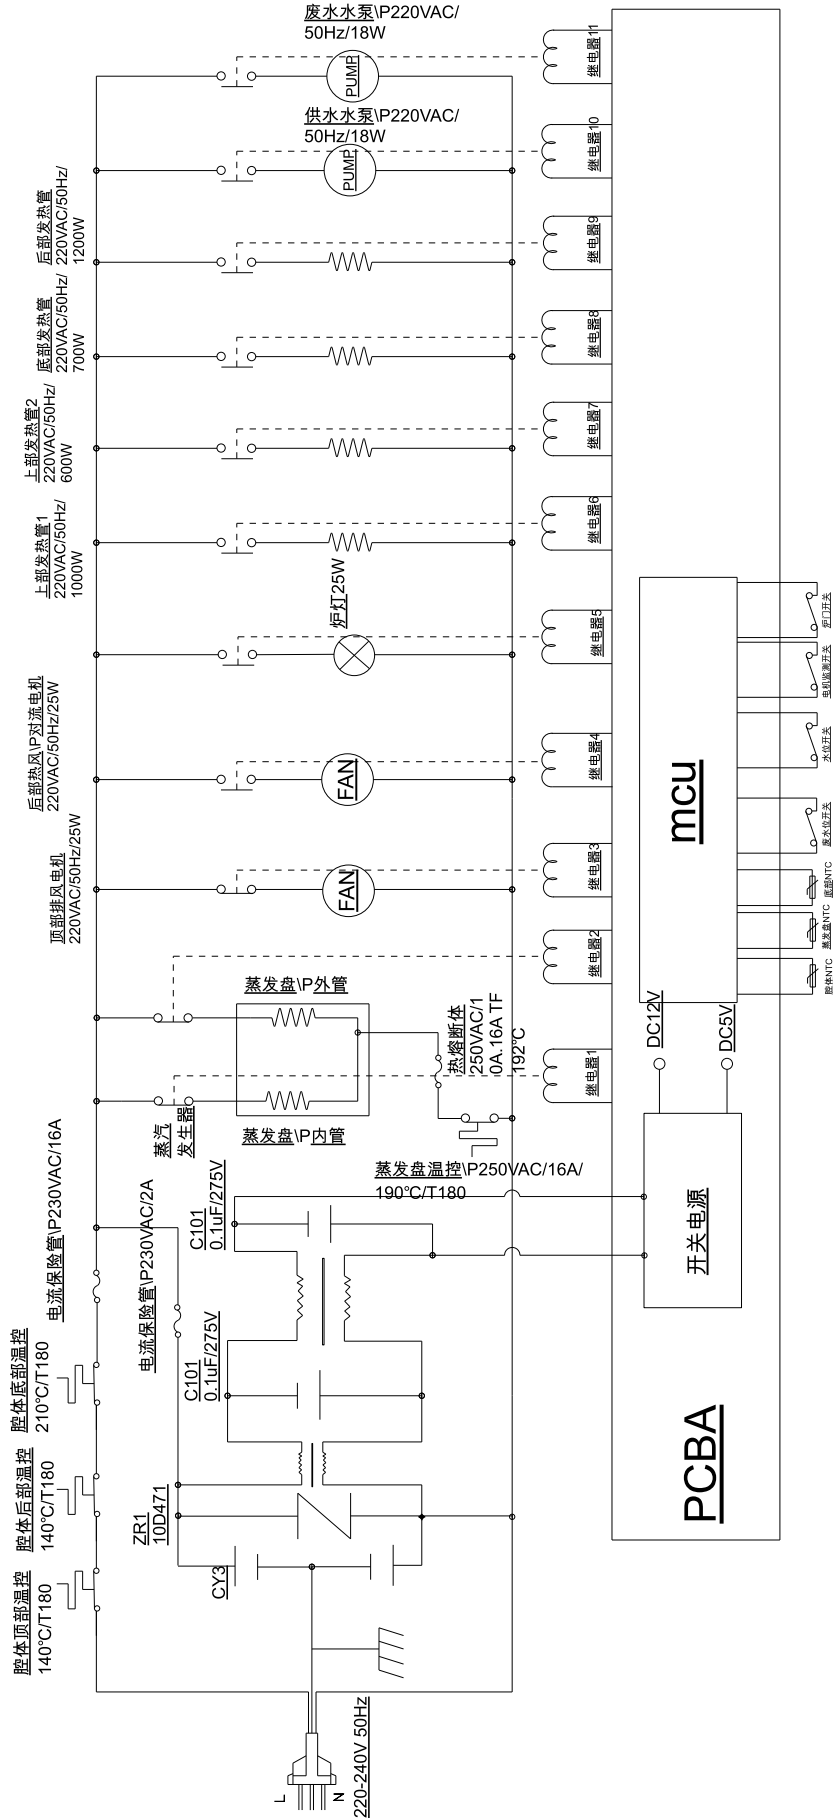 废水水泵\P220VAC/
50Hz/18W
PUMP
继电器11
供水水泵\P220VAC/
50Hz/18W
PUMP
继电器10
后部发热管
220VAC/50Hz/
1200W
继电器9
底部发热管
220VAC/50Hz/
700W
继电器8
上部发热管2
220VAC/50Hz/
600W
继电器7
上部发热管1
220VAC/50Hz/
1000W
继电器6
炉灯25W
继电器5
后部热风\P对流电机
220VAC/50Hz/25W
FAN
继电器4
顶部排风电机
220VAC/50Hz/25W
FAN
继电器3
继电器2
蒸发盘\P外管
蒸发盘\P内管
蒸汽
发生器
热熔断体
250VAC/1
0A.16A TF
192℃
继电器1
蒸发盘温控\P250VAC/16A/
190℃/T180
电流保险管\P230VAC/16A
电流保险管\P230VAC/2A
C101
0.1uF/275V
C101
0.1uF/275V
腔体底部温控
210℃/T180
腔体后部温控
140℃/T180
腔体顶部温控
140℃/T180
ZR1
10D471
CY3
L
N
220-240V 50Hz
mcu
炉门开关
电机监测开关
水位开关
废水位开关
底部NTC
蒸发盘NTC
腔体NTC
DC12V
DC5V
开关电源
PCBA